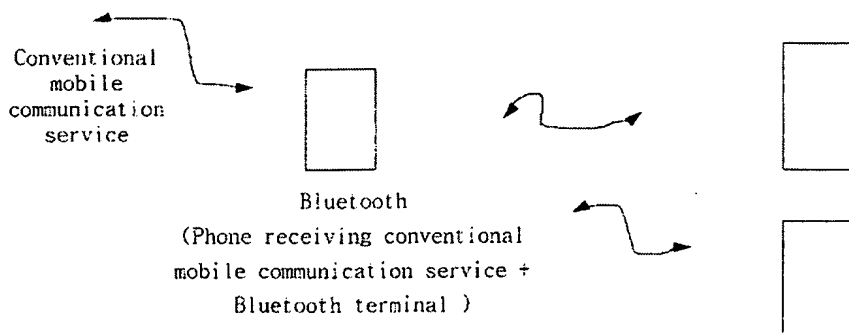 Conventional
mobile
communication
service
Bluetooth
(Phone receiving conventional
mobile communication service +
Bluetooth terminal )